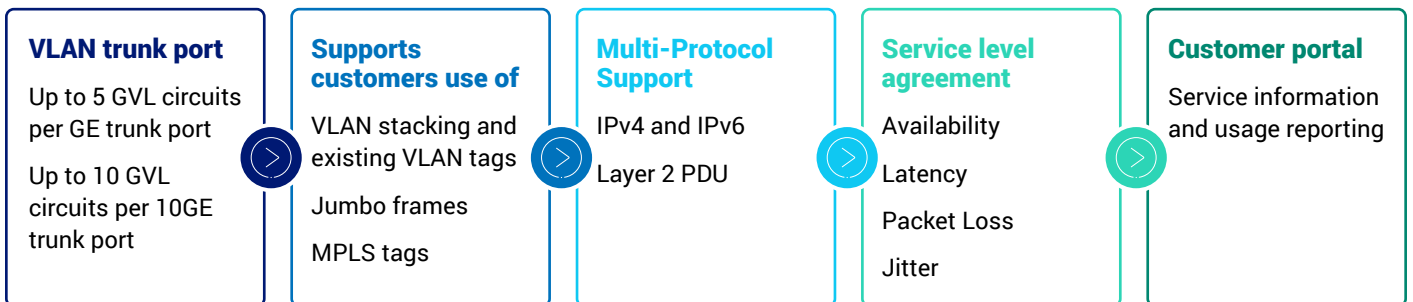 VLAN trunk port
Up to 5 GVL circuits
per GE trunk port
Up to 10 GVL
circuits per 10GE
trunk port
Supports
customers use of
VLAN stacking and
existing VLAN tags
Jumbo frames
MPLS tags
Multi-Protocol
Support
IPv4 and IPv6
Layer 2 PDU
Service level
agreement
Availability
Latency
Packet Loss
Jitter
Customer portal
Service information
and usage reporting